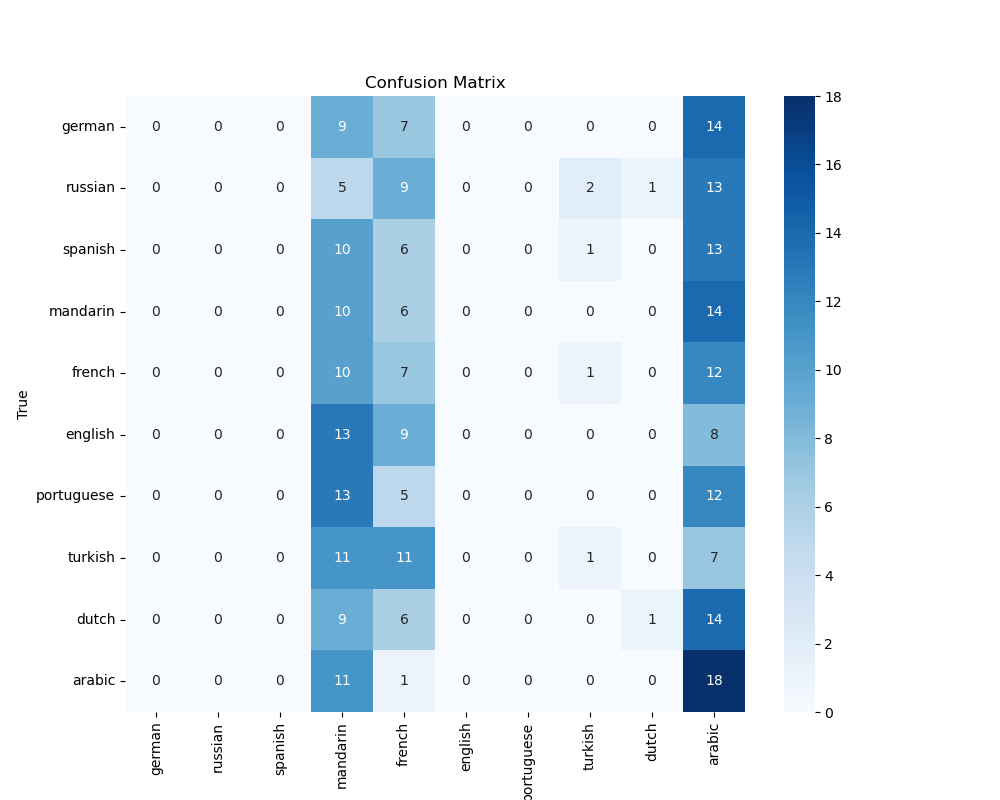 Confusion Matrix
True
german 0 0 0 9 7 0 0 0 0 14
russian 0 0 0 5 9 0 0 2 1 13
spanish 0 0 0 10 6 0 0 1 0 13
mandarin 0 0 0 10 6 0 0 0 0 14
french 0 0 0 10 7 0 0 1 0 12
english 0 0 0 13 9 0 0 0 0 8
portuguese 0 0 0 13 5 0 0 0 0 12
turkish 0 0 0 11 11 0 0 1 0 7
dutch 0 0 0 9 6 0 0 0 1 14
arabic 0 0 0 11 1 0 0 0 0 18
german
russian
spanish
mandarin
french
english
portuguese
turkish
dutch
arabic
18
16
14
12
10
8
6
4
2
0